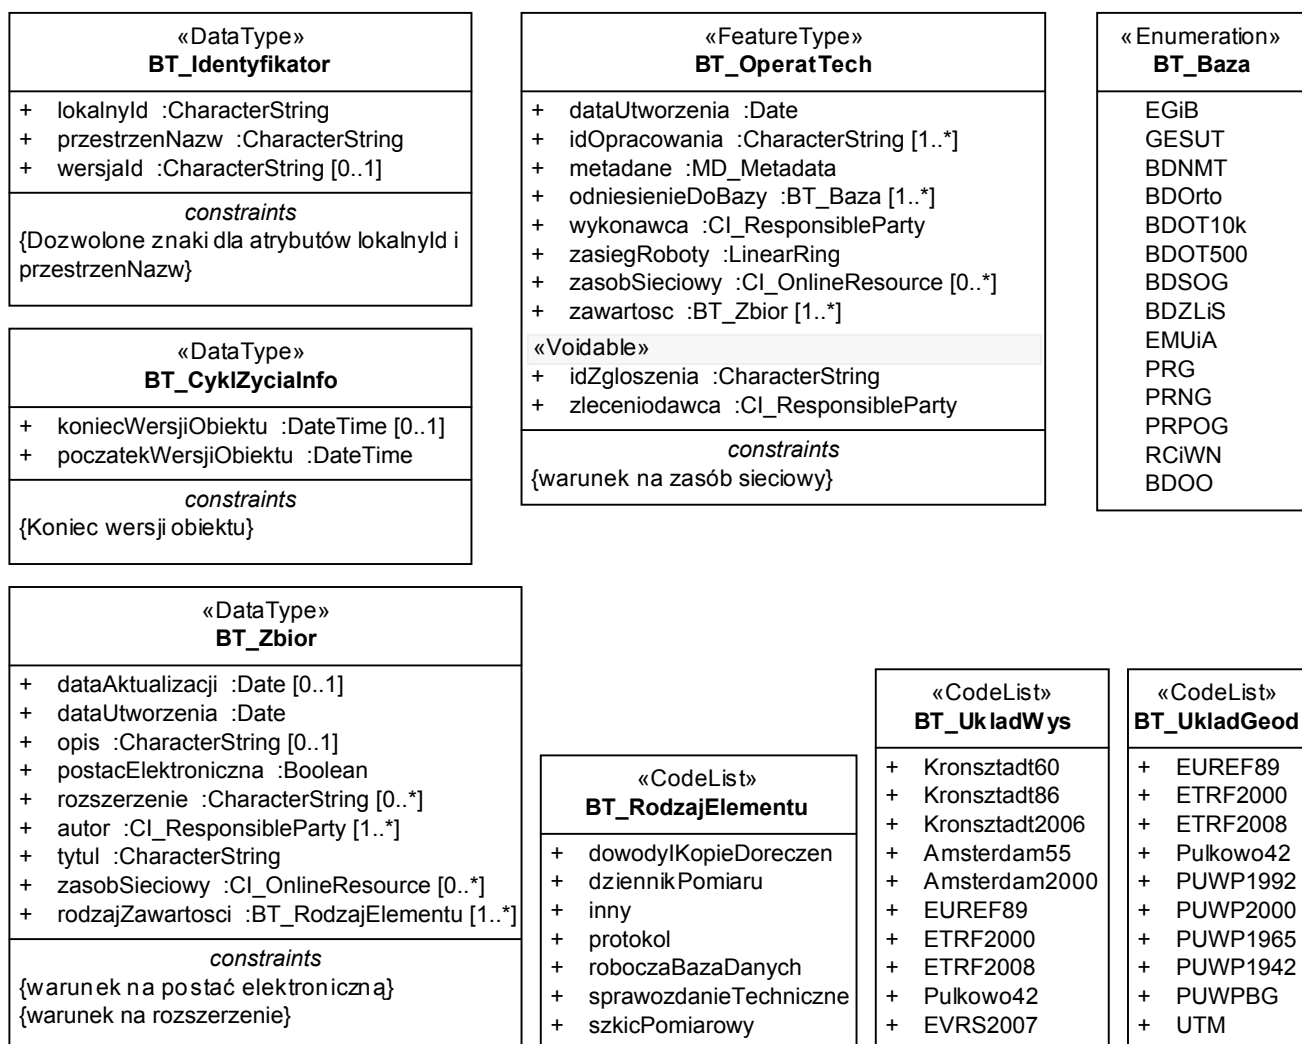 «DataType»
BT_Identyfikator
+ lokalnyId :CharacterString
+ przestrzenNazw :CharacterString
+ wersjaId :CharacterString [0..1]
constraints
{Dozwolone znaki dla atrybutów lokalnyId i
przestrzenNazw}
«FeatureType»
BT_OperatTech
+ dataUtworzenia :Date
+ idOpracowania :CharacterString [1..*]
+ metadane :MD_Metadata
+ odniesienieDoBazy :BT_Baza [1..*]
+ wykonawca :CI_ResponsibleParty
+ zasiegRoboty :LinearRing
+ zasobSieciowy :CI_OnlineResource [0..*]
+ zawartosc :BT_Zbior [1..*]
«Voidable»
+ idZgloszenia :CharacterString
+ zleceniodawca :CI_ResponsibleParty
constraints
{warunek na zasób sieciowy}
«Enumeration»
BT_Baza
EGiB
GESUT
BDNMT
BDOrto
BDOT10k
BDOT500
BDSOG
BDZLiS
EMUiA
PRG
PRNG
PRPOG
RCiWN
BDOO
«DataType»
BT_CyklZyciaInfo
+ koniecWersjiObiektu :DateTime [0..1]
+ poczatekWersjiObiektu :DateTime
constraints
{Koniec wersji obiektu}
«DataType»
BT_Zbior
+ dataAktualizacji :Date [0..1]
+ dataUtworzenia :Date
+ opis :CharacterString [0..1]
+ postacElektroniczna :Boolean
+ rozszerzenie :CharacterString [0..*]
+ autor :CI_ResponsibleParty [1..*]
+ tytul :CharacterString
+ zasobSieciowy :CI_OnlineResource [0..*]
+ rodzajZawartosci :BT_RodzajElementu [1..*]
constraints
{warunek na postać elektroniczną}
{warunek na rozszerzenie}
«CodeList»
BT_RodzajElementu
+ dowodyIKopieDoreczen
+ dziennikPomiaru
+ inny
+ protokol
+ roboczaBazaDanych
+ sprawozdanieTechniczne
+ szkicPomiarowy
«CodeList»
BT_UkladWys
+ Kronsztadt60
+ Kronsztadt86
+ Kronsztadt2006
+ Amsterdam55
+ Amsterdam2000
+ EUREF89
+ ETRF2000
+ ETRF2008
+ Pulkowo42
+ EVRS2007
«CodeList»
BT_UkladGeod
+ EUREF89
+ ETRF2000
+ ETRF2008
+ Pulkowo42
+ PUWP1992
+ PUWP2000
+ PUWP1965
+ PUWP1942
+ PUWPBG
+ UTM